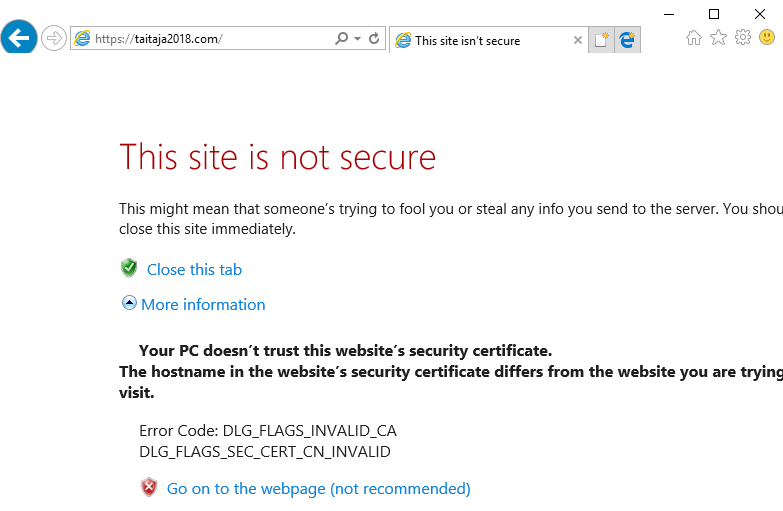 https://taitaja2018.com/
This site isn't secure
This site is not secure
This might mean that someone's trying to fool you or steal any info you send to the server. You shou
close this site immediately.
Close this tab
More information
Your PC doesn't trust this website's security certificate.
The hostname in the website's security certificate differs from the website you are trying
visit.
Error Code: DLG_FLAGS_INVALID_CA
DLG_FLAGS_SEC_CERT_CN_INVALID
Go on to the webpage (not recommended)